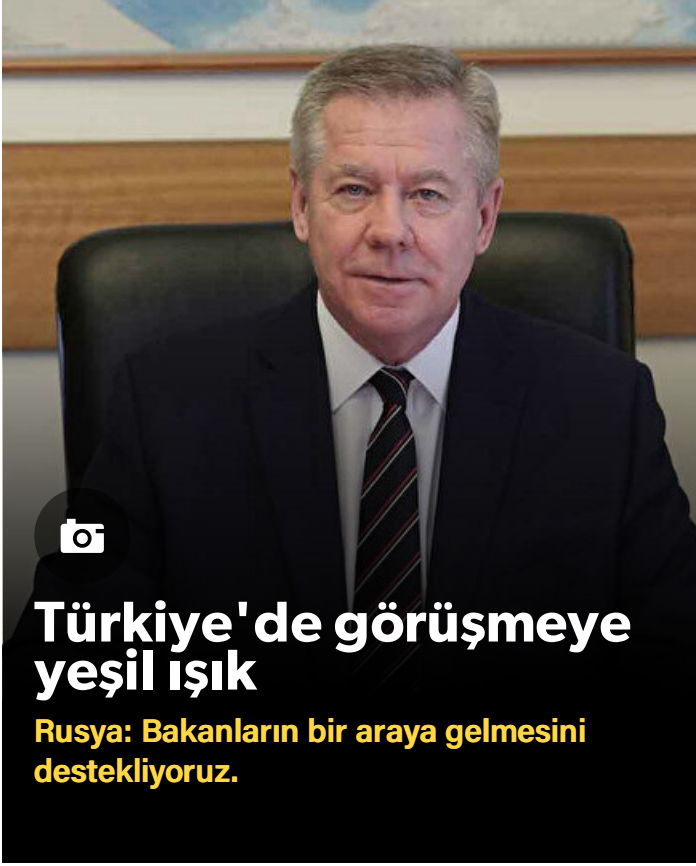 Türkiye'de görüşmeye
yeşil ışık
Rusya: Bakanların bir araya gelmesini
destekliyoruz.